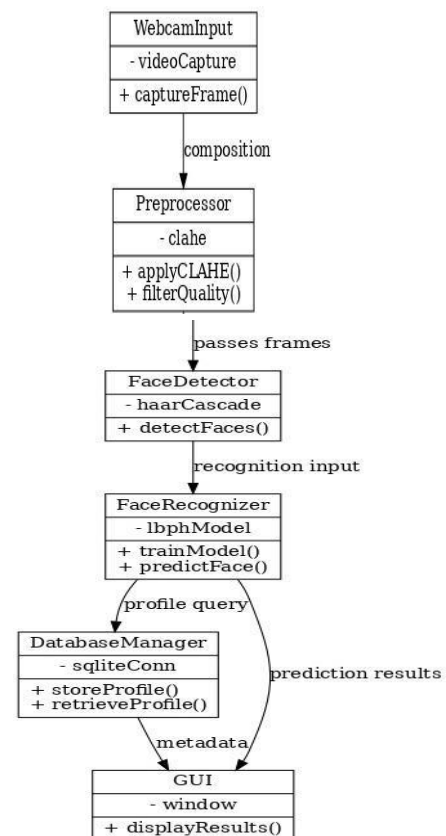 WebcamInput
- videoCapture
+ captureFrame()
composition
Preprocessor
- clahe
+ applyCLAHE()
+ filterQuality()
passes frames
FaceDetector
- haarCascade
+ detectFaces()
recognition input
FaceRecognizer
- lbphModel
+ trainModel()
+ predictFace()
profile query
DatabaseManager
- sqliteConn
+ storeProfile()
+ retrieveProfile()
prediction results
metadata
GUI
- window
+ displayResults()